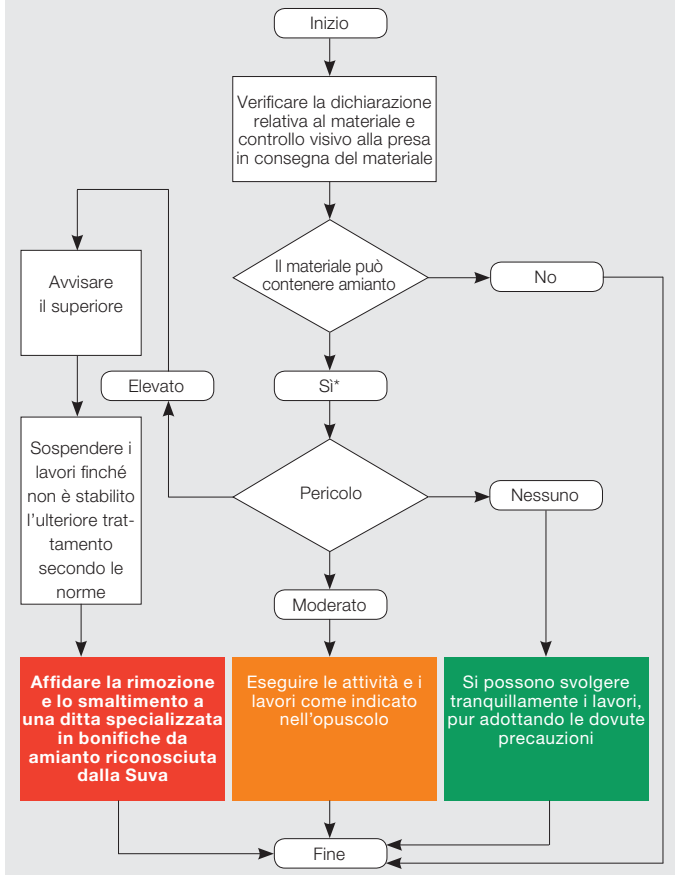 Inizio
Verificare la dichiarazione
relativa al materiale e
controllo visivo alla presa
in consegna del materiale
Il materiale può
contenere amianto
No
Avvisare
il superiore
Elevato
Sì*
Sospendere i
lavori finché
non è stabilito
l'ulteriore trat-
tamento
secondo le
norme
Pericolo
Nessuno
Moderato
Affidare la rimozione
e lo smaltimento a
una ditta specializzata
in bonifiche da
amianto riconosciuta
dalla Suva
Eseguire le attività e i
lavori come indicato
nell'opuscolo
Si possono svolgere
tranquillamente i lavori,
pur adottando le dovute
precauzioni
Fine